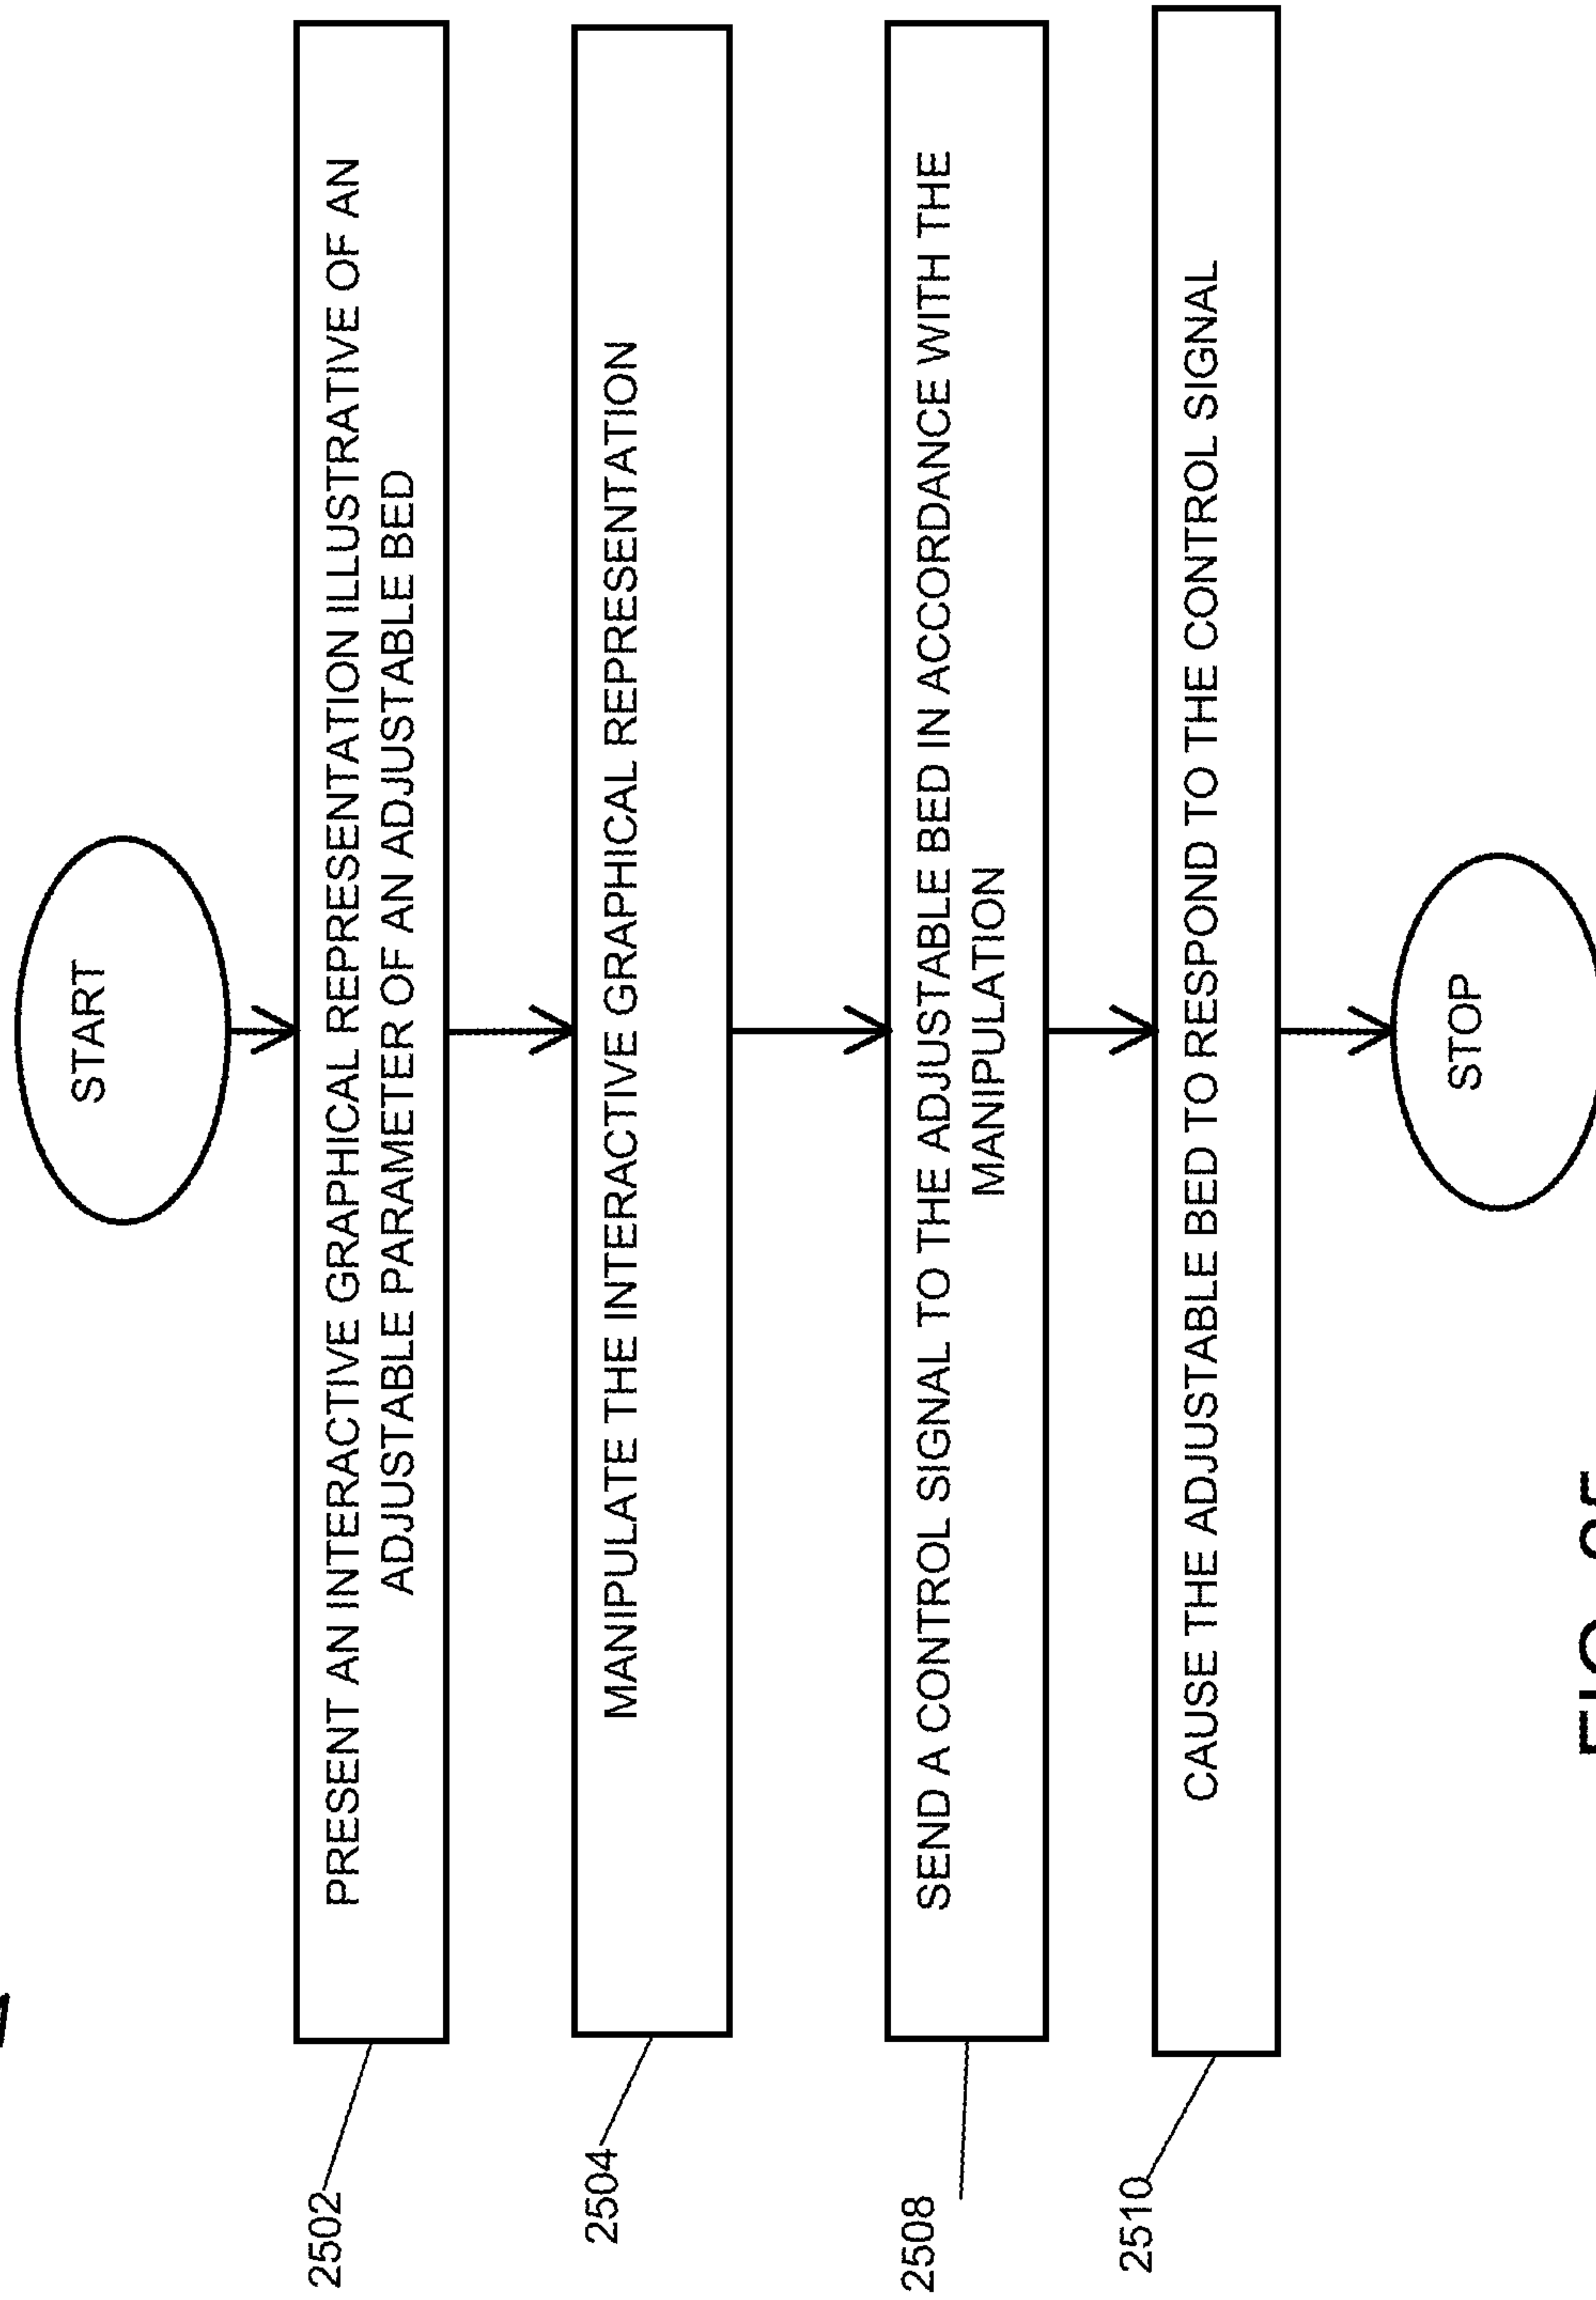 START
2502
PRESENT AN INTERACTIVE GRAPHICAL REPRESENTATION ILLUSTRATIVE OF AN
ADJUSTABLE PARAMETER OF AN ADJUSTABLE BED
2504
MANIPULATE THE INTERACTIVE GRAPHICAL REPRESENTATION
2508
SEND A CONTROL SIGNAL TO THE ADJUSTABLE BED IN ACCORDANCE WITH THE
MANIPULATION
2510
CAUSE THE ADJUSTABLE BED TO RESPOND TO THE CONTROL SIGNAL
STOP